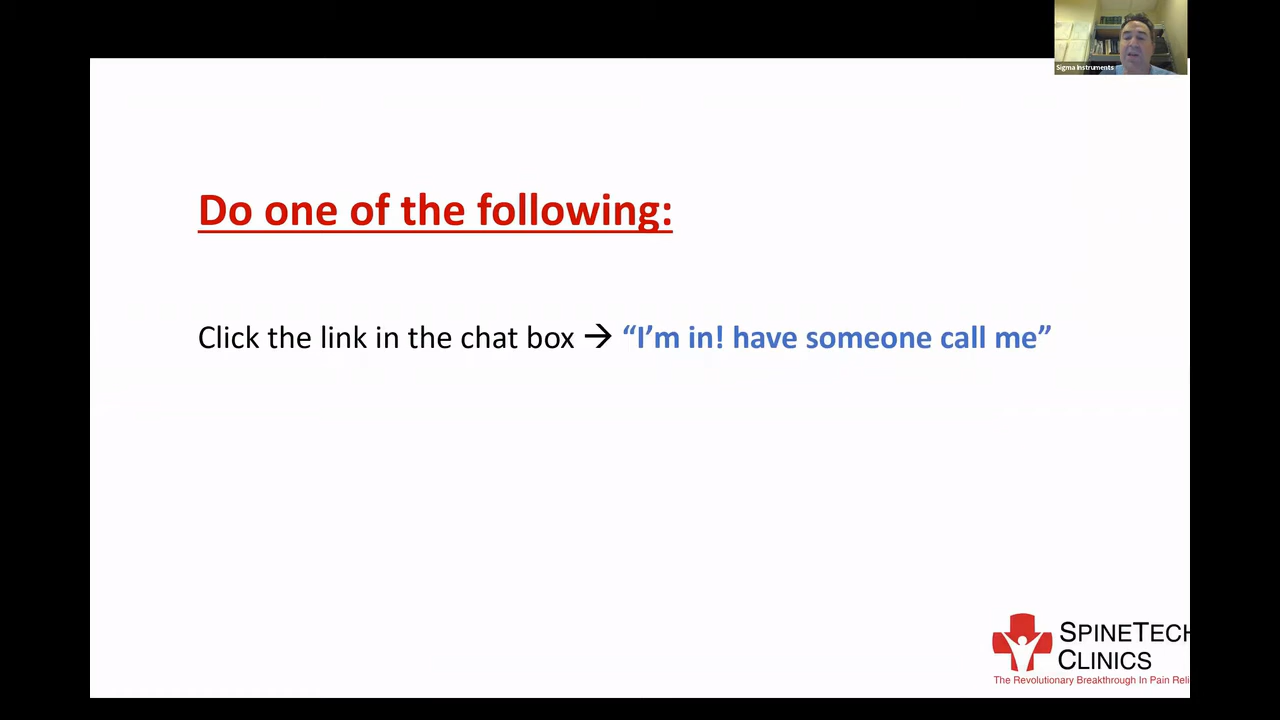 Sigma Instruments
Do one of the following:
Click the link in the chat box → “I’m in! have someone call me”
SPINETECH
CLINICS
The Revolutionary Breakthrough In Pain Reli